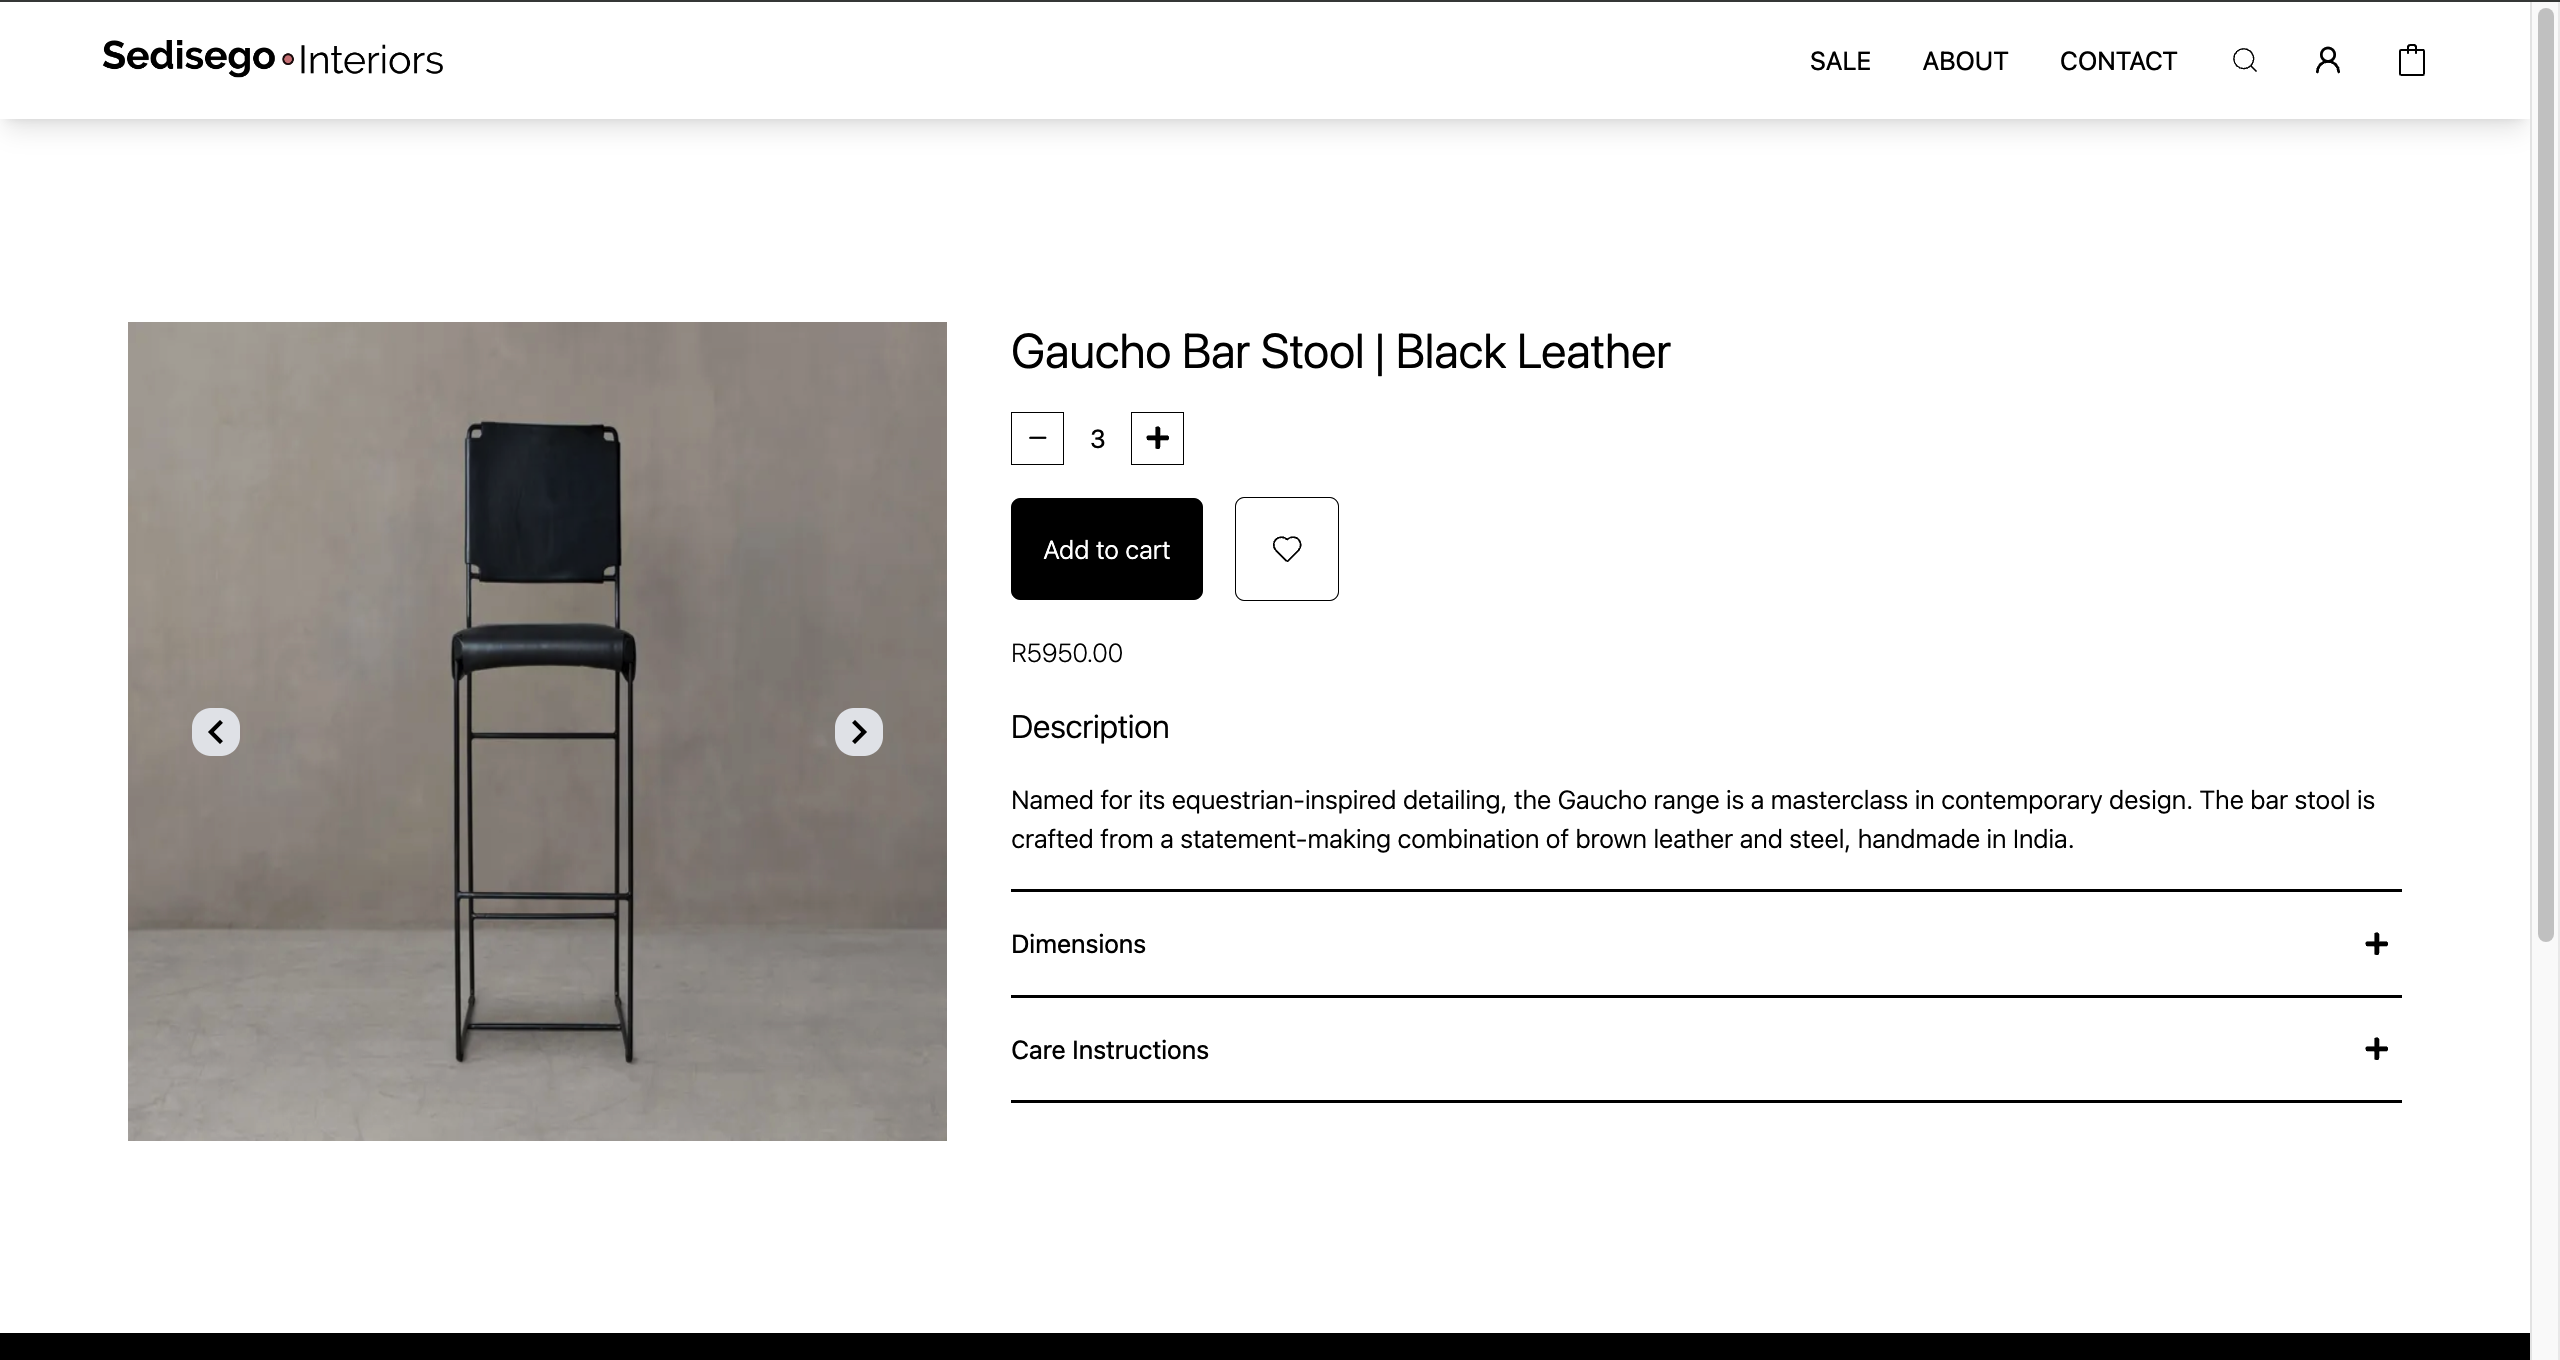 Sedisego Interiors
SALE ABOUT CONTACT
Gaucho Bar Stool | Black Leather
3
Add to cart
R5950.00
Description
Named for its equestrian-inspired detailing, the Gaucho range is a masterclass in contemporary design. The bar stool is
crafted from a statement-making combination of brown leather and steel, handmade in India.
Dimensions
Care Instructions